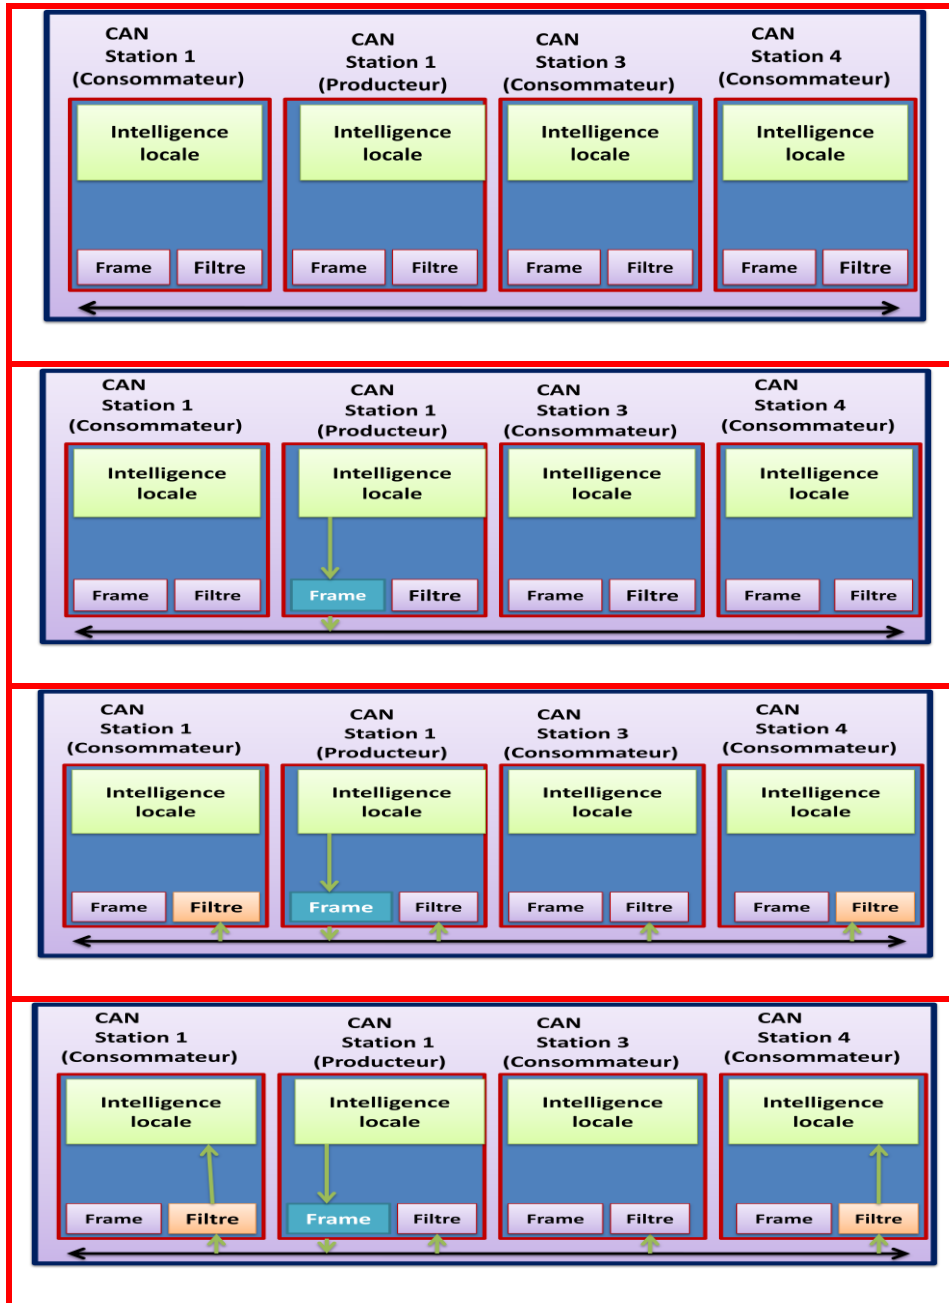 CAN
Station 1
(Consommateur)
CAN
Station 1
(Producteur)
CAN
Station 3
(Consommateur)
CAN
Station 4
(Consommateur)
Intelligence
locale
Intelligence
locale
Intelligence
locale
Intelligence
locale
Frame Filtre Frame Filtre Frame Filtre Frame Filtre
CAN
Station 1
(Consommateur)
CAN
Station 1
(Producteur)
CAN
Station 3
(Consommateur)
CAN
Station 4
(Consommateur)
Intelligence
locale
Intelligence
locale
Intelligence
locale
Intelligence
locale
Frame Filtre Frame Filtre Frame Filtre Frame Filtre
CAN
Station 1
(Consommateur)
CAN
Station 1
(Producteur)
CAN
Station 3
(Consommateur)
CAN
Station 4
(Consommateur)
Intelligence
locale
Intelligence
locale
Intelligence
locale
Intelligence
locale
Frame Filtre Frame Filtre Frame Filtre Frame Filtre
CAN
Station 1
(Consommateur)
CAN
Station 1
(Producteur)
CAN
Station 3
(Consommateur)
CAN
Station 4
(Consommateur)
Intelligence
locale
Intelligence
locale
Intelligence
locale
Intelligence
locale
Frame Filtre Frame Filtre Frame Filtre Frame Filtre